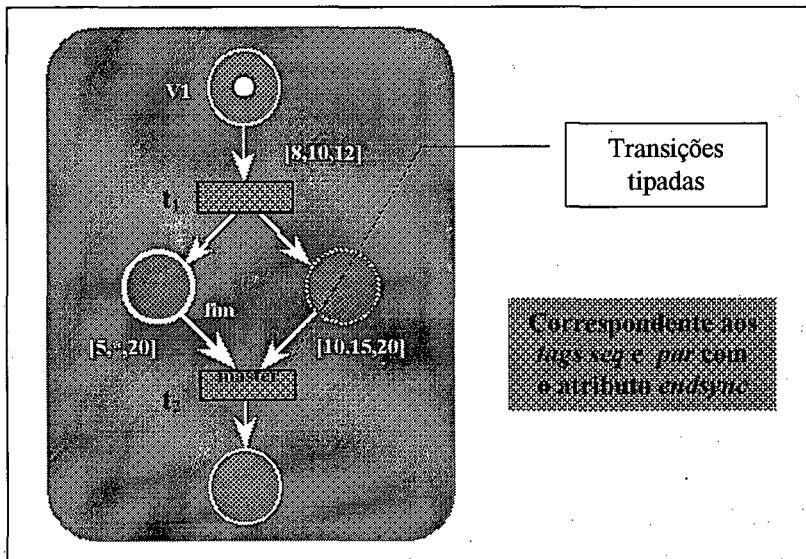 V1
[8,10,12]
Transições
tipadas
t1
fim
[5,*,20]
[10,15,20]
master
t2
Correspondente aos
tags seq e par com
o atributo endsync